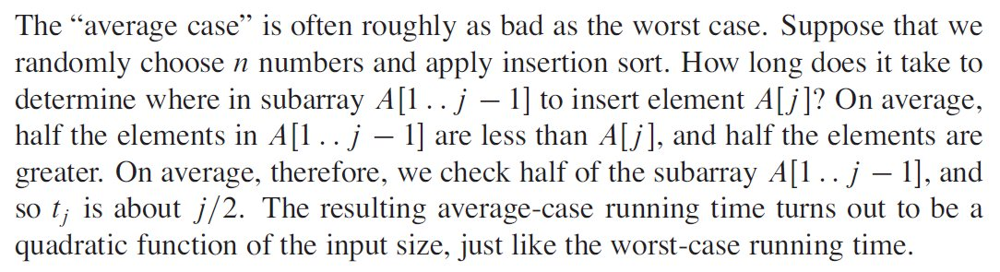 The “average case” is often roughly as bad as the worst case. Suppose that we
randomly choose n numbers and apply insertion sort. How long does it take to
determine where in subarray A[1 . . j − 1] to insert element A[j]? On average,
half the elements in A[1 . . j − 1] are less than A[j], and half the elements are
greater. On average, therefore, we check half of the subarray A[1 . . j − 1], and
so tj is about j/2. The resulting average-case running time turns out to be a
quadratic function of the input size, just like the worst-case running time.